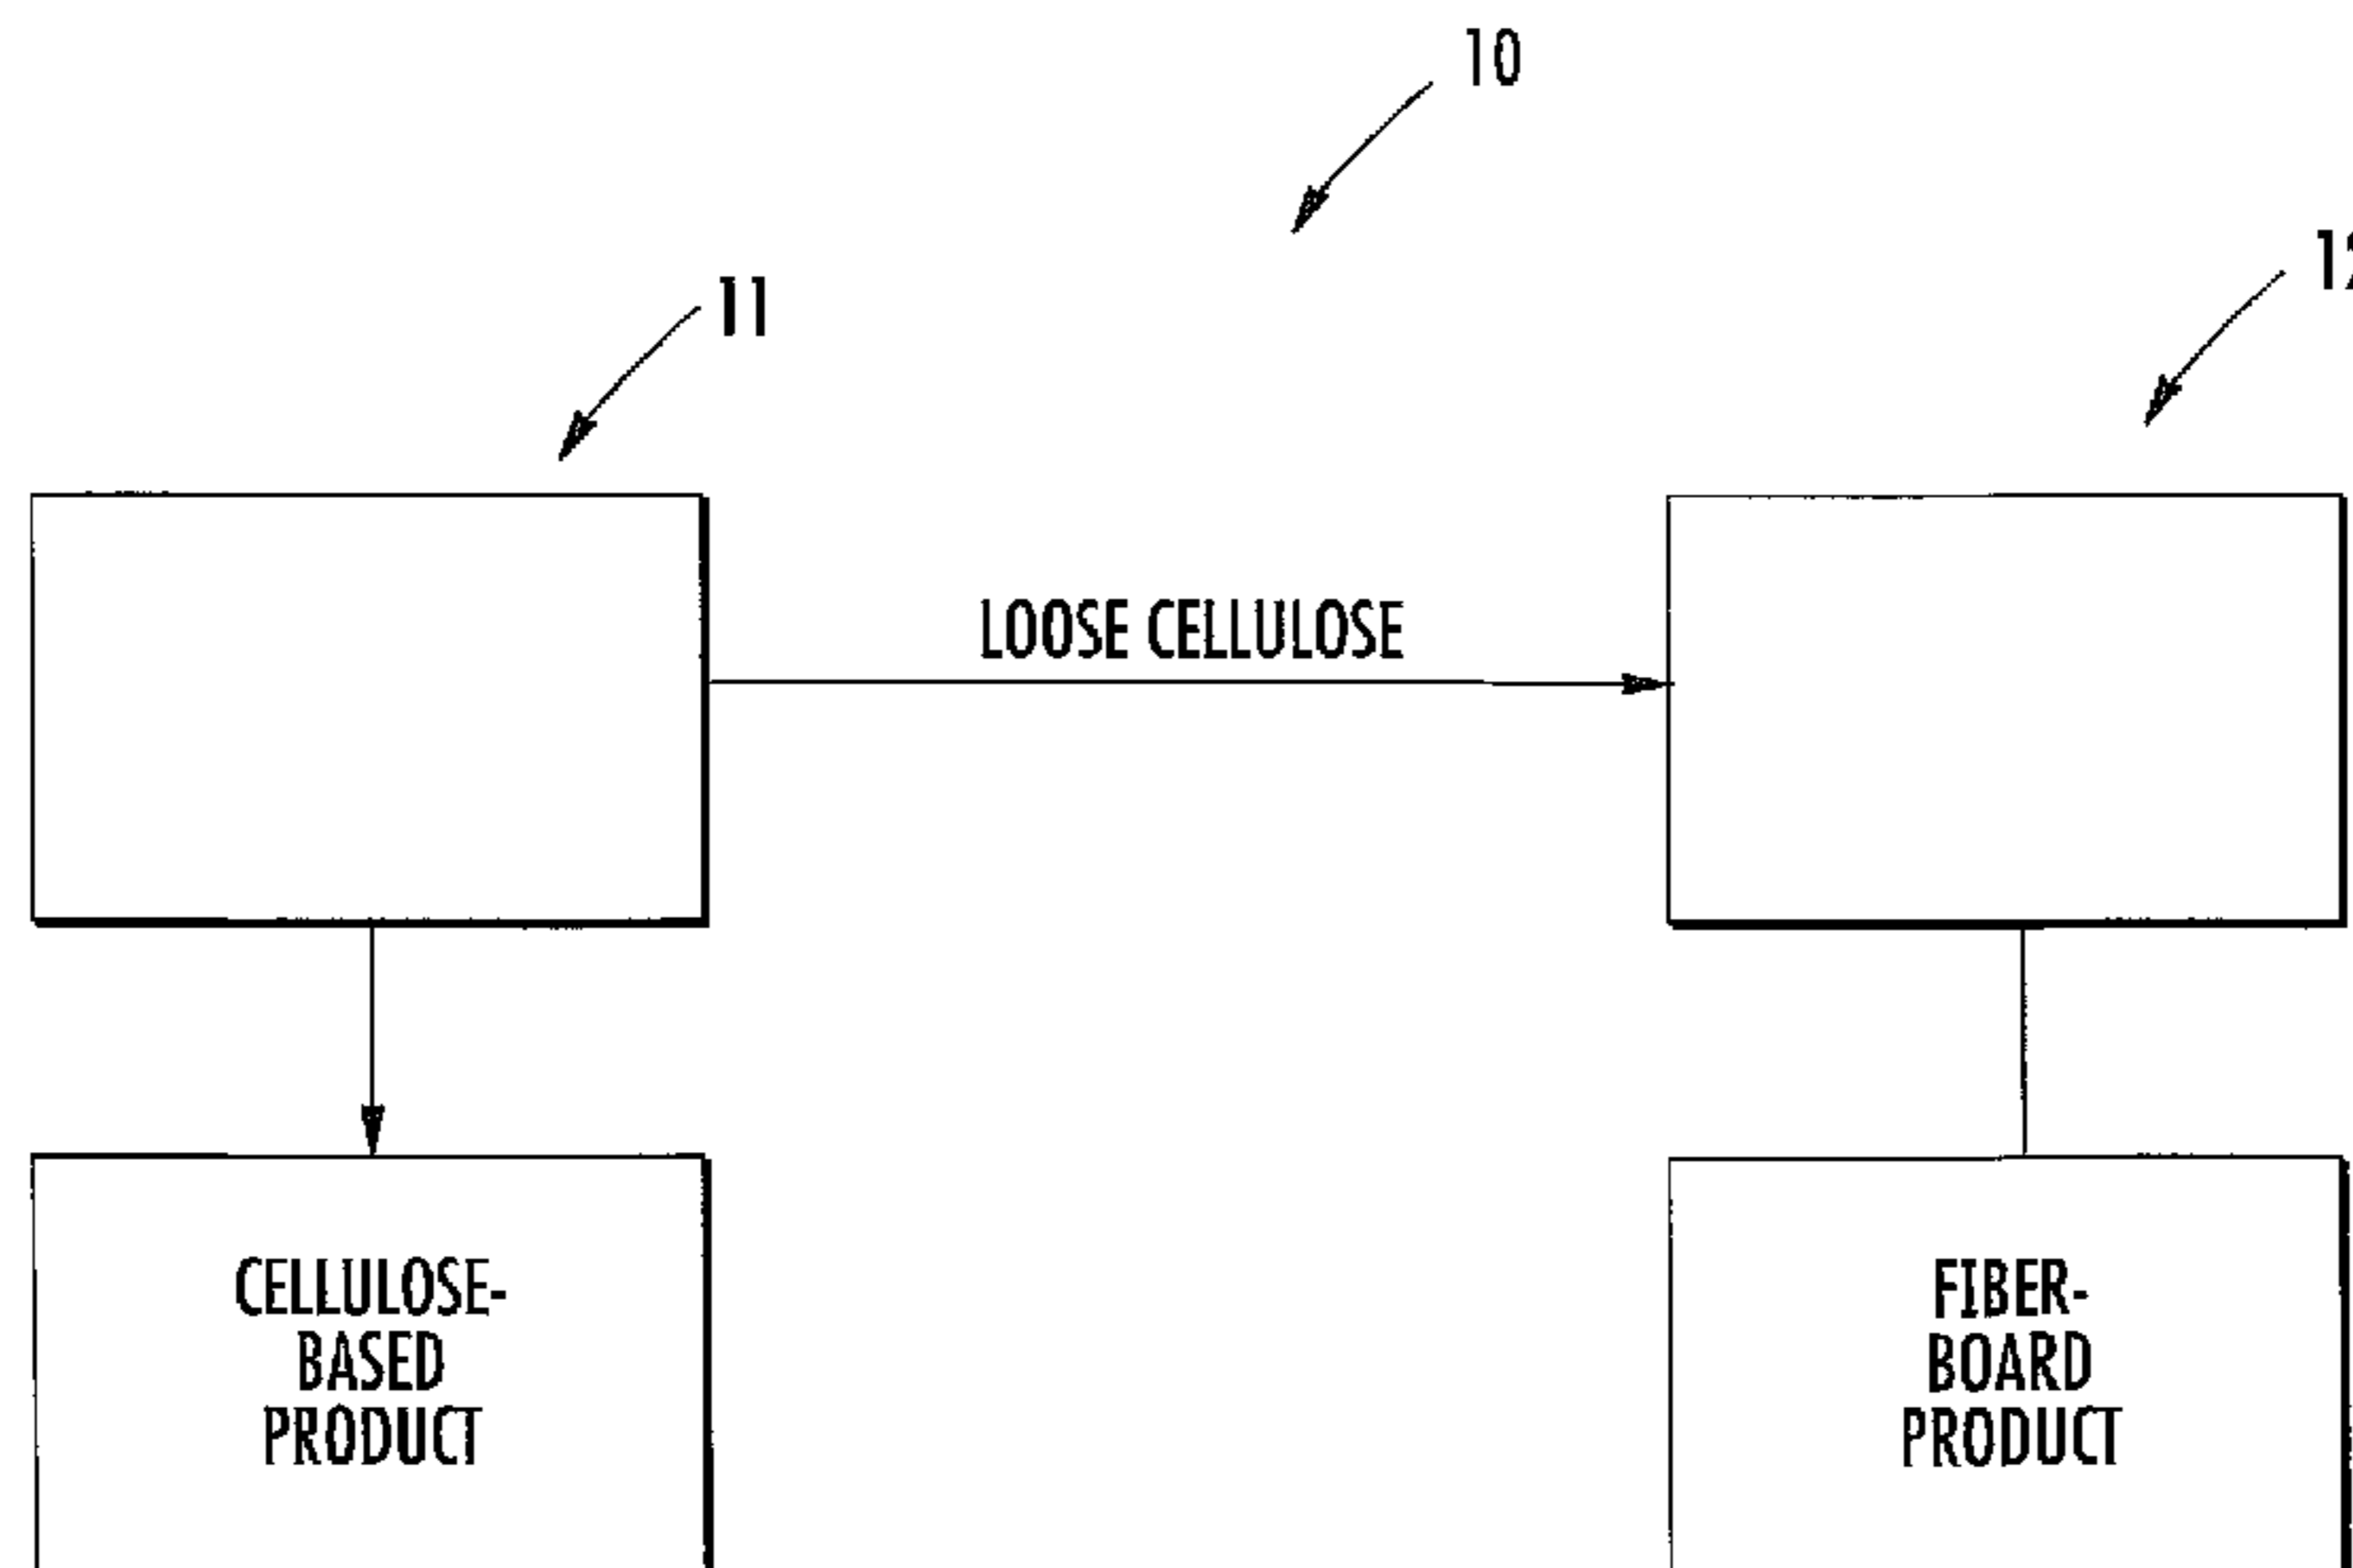 10
11
LOOSE CELLULOSE
CELLULOSE-
BASED
PRODUCT
FIBER-
BOARD
PRODUCT